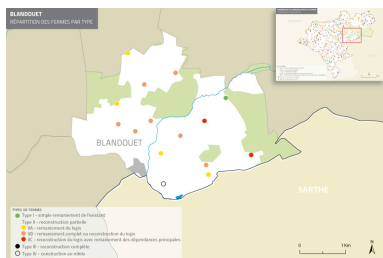 BLANDOUET
RÉPARTITION DES FERMES PAR TYPE
BLANDOUET
SARTHE
TYPES DE FERMES
Type I - simple remaniement de l'existant
Type II - reconstruction partielle
IIA - remaniement du logis
IIB - remaniement complet ou reconstruction du logis
IIC - reconstruction du logis avec remaniement des dépendances principales
Type III - reconstruction complète
Type IV - construction ex nihilo
0
1 Km
N